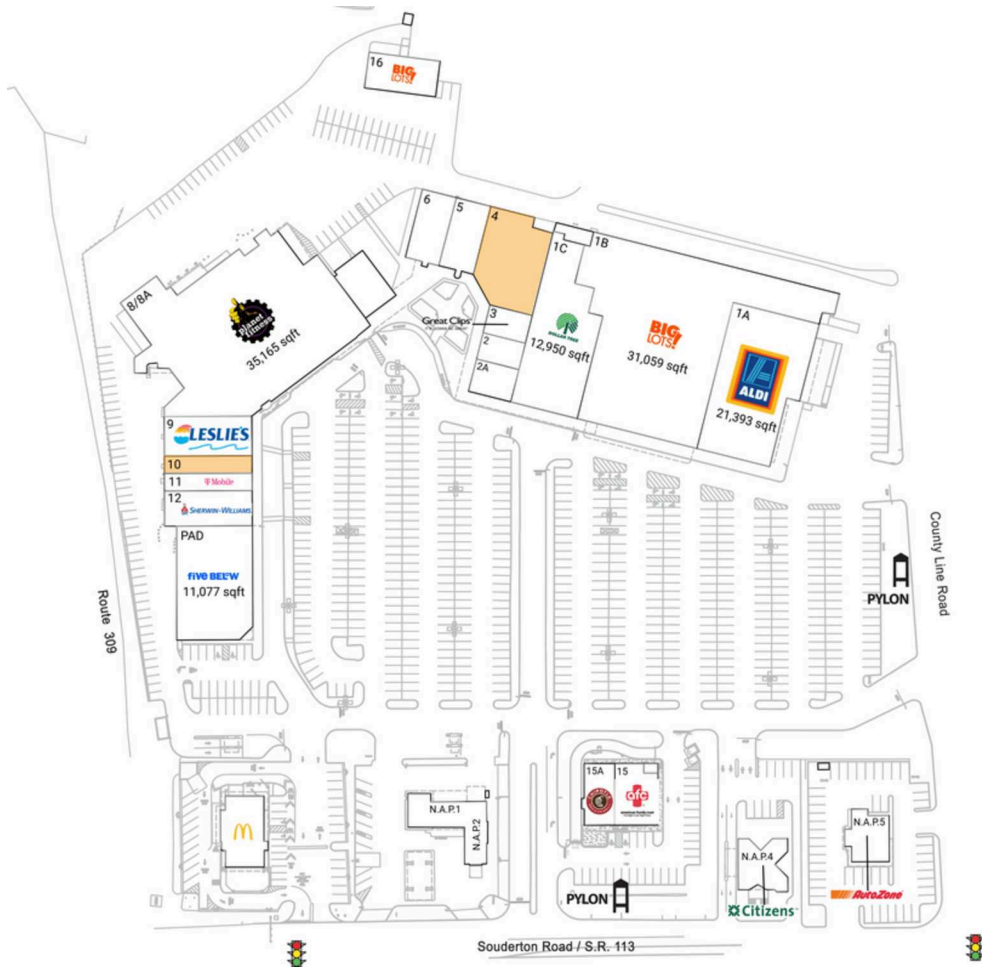 16
BIG
LOTS!
6
5
4
1C
1B
8/8A
planet
fitness
35,165 sqft
3
Great Clips
DOLLAR TREE
12,950 sqft
BIG
LOTS!
31,059 sqft
1A
ALDI
21,393 sqft
2
2A
9
LESLIE'S
10
11
T Mobile
12
SHERWIN-WILLIAMS
PAD
five BELOW
11,077 sqft
County Line Road
PYLON
Route 309
15A
15
afc
N.A.P.1
N.A.P.2
N.A.P.5
N.A.P.4
PYLON
Citizens
AutoZone
Souderton Road / S.R. 113